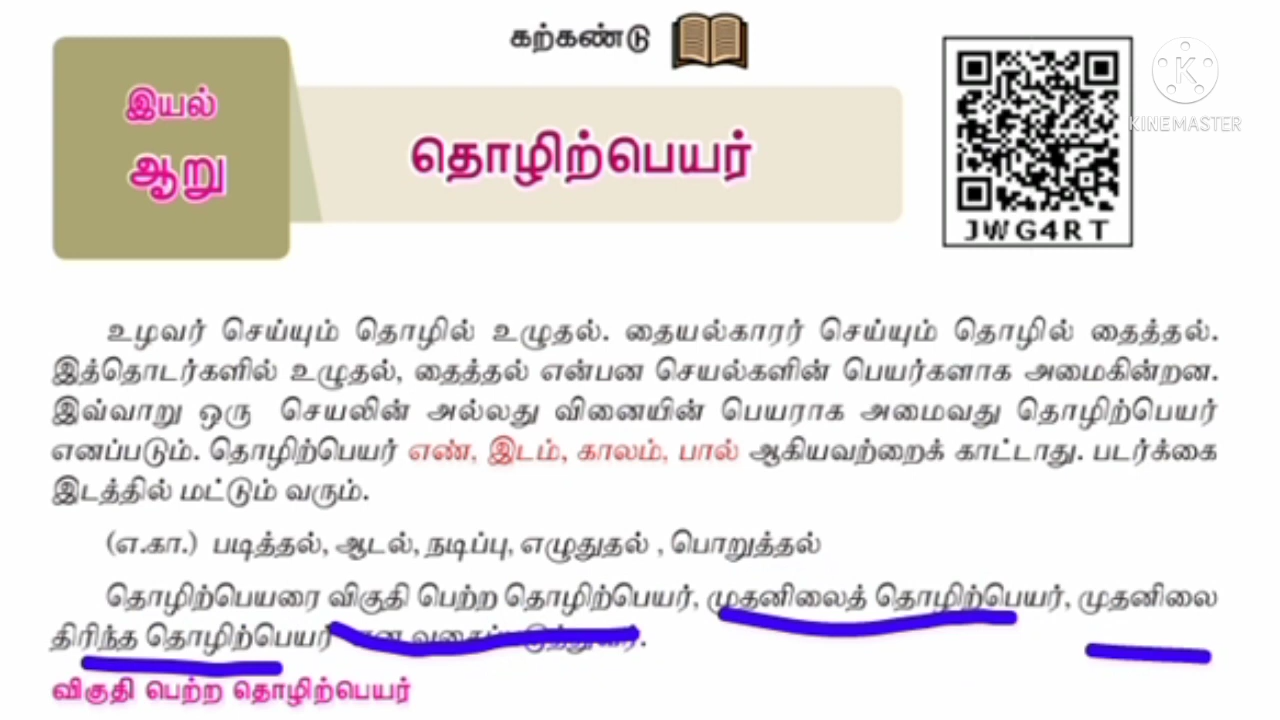 கற்கண்டு
இயல்
ஆறு
தொழிற்பெயர்
JWG4RT
K
KINEMASTER
உழவர் செய்யும் தொழில் உழுதல். தையல்காரர் செய்யும் தொழில் தைத்தல்.
இத்தொடர்களில் உழுதல், தைத்தல் என்பன செயல்களின் பெயர்களாக அமைகின்றன.
இவ்வாறு ஒரு செயலின் அல்லது வினையின் பெயராக அமைவது தொழிற்பெயர்
எனப்படும். தொழிற்பெயர் எண், இடம், காலம், பால் ஆகியவற்றைக் காட்டாது. படர்க்கை
இடத்தில் மட்டும் வரும்.
(எ.கா.) படித்தல், ஆடல், நடிப்பு, எழுதுதல் , பொறுத்தல்
தொழிற்பெயரை விகுதி பெற்ற தொழிற்பெயர், முதனிலைத் தொழிற்பெயர், முதனிலை
திரிந்த தொழிற்பெயர்
விகுதி பெற்ற தொழிற்பெயர்